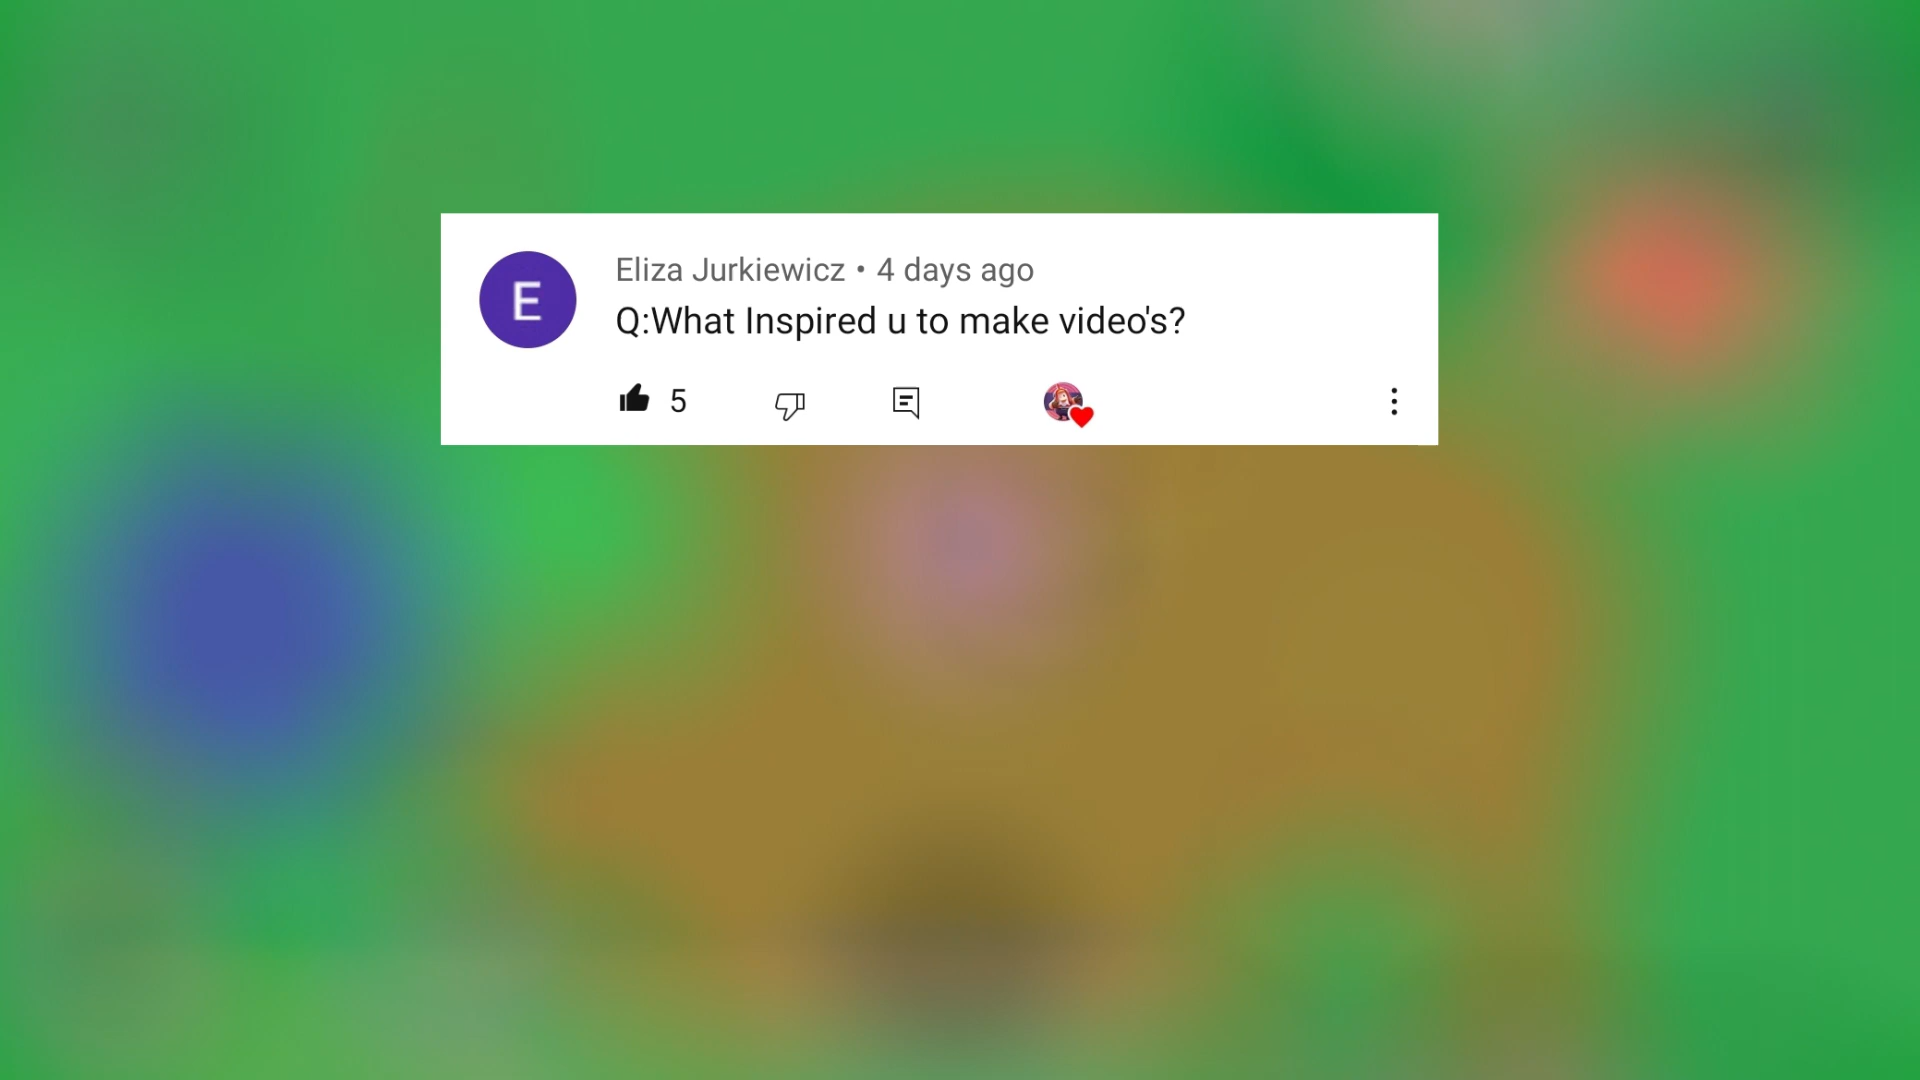 E
Eliza Jurkiewicz • 4 days ago
Q:What Inspired u to make video's?
5